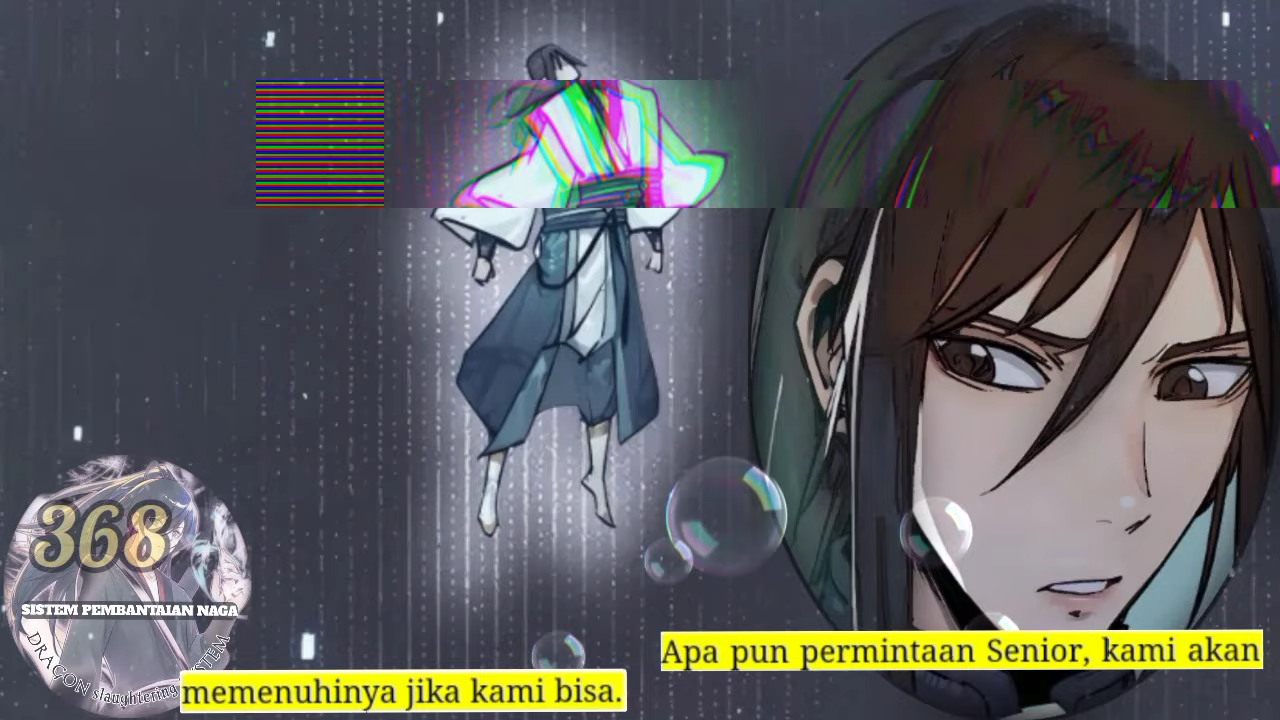 368
SISTEM PEMBANTAIAN NAGA
DRAGON slaughtering SYSTEM
Apa pun permintaan Senior, kami akan
memenuhinya jika kami bisa.